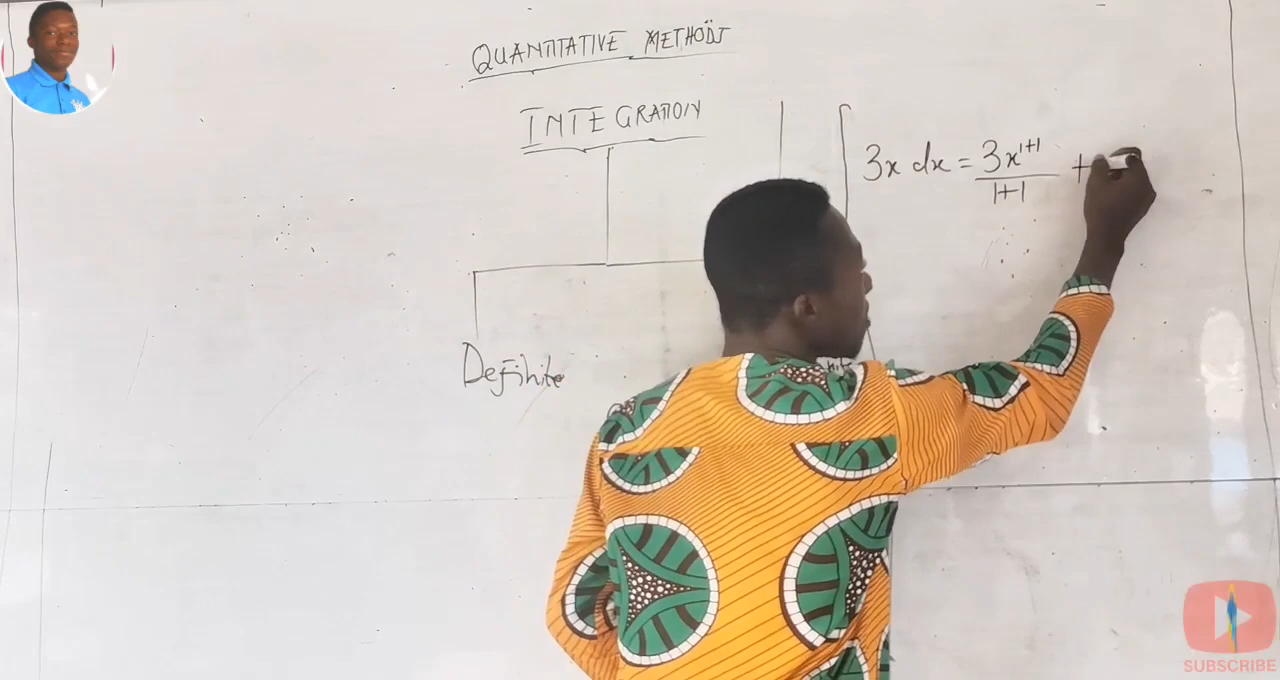 QUANTITATIVE METHODS
INTEGRATION
∫ 3x dx = 3x^{1+1}/1+1 +
Definite
SUBSCRIBE